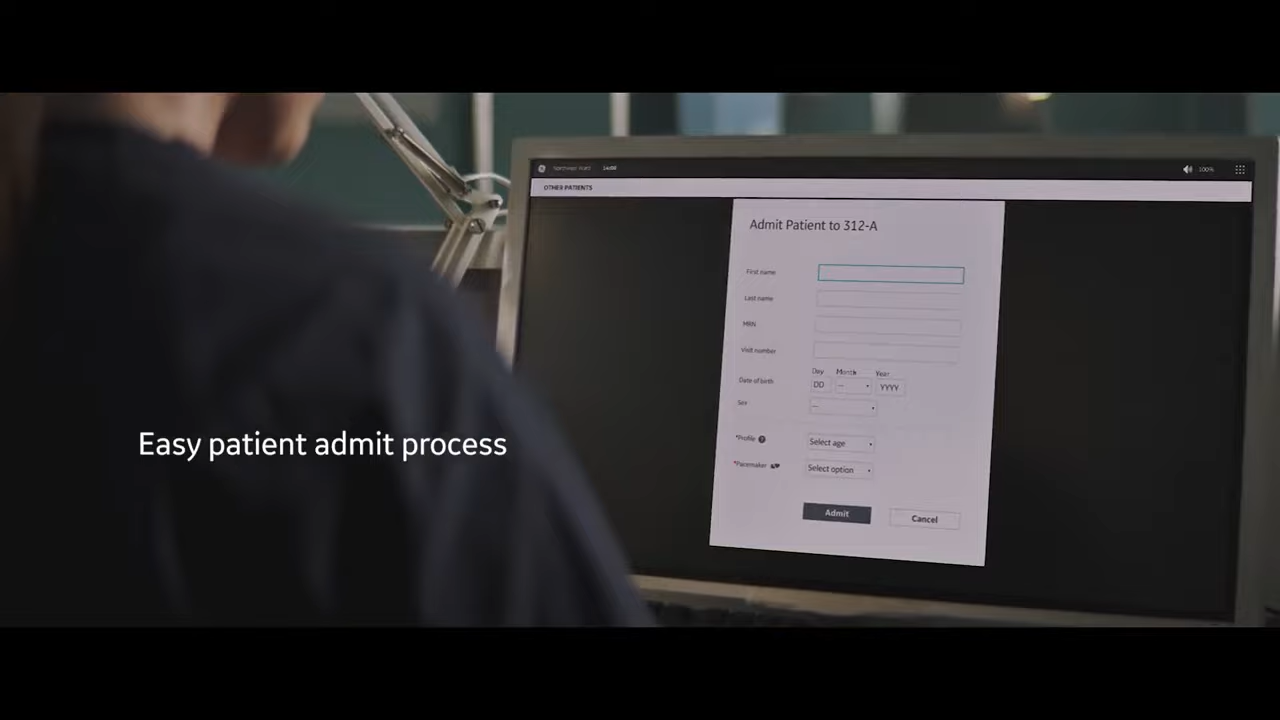 100%
OTHER PATIENTS
Admit Patient to 312-A
First name
Last name
MRN
Visit number
Day Month Year
Date of birth DD --- YYYY
Sex ---
*Profile ? Select age
*Pacemaker Select option
Admit Cancel
Easy patient admit process